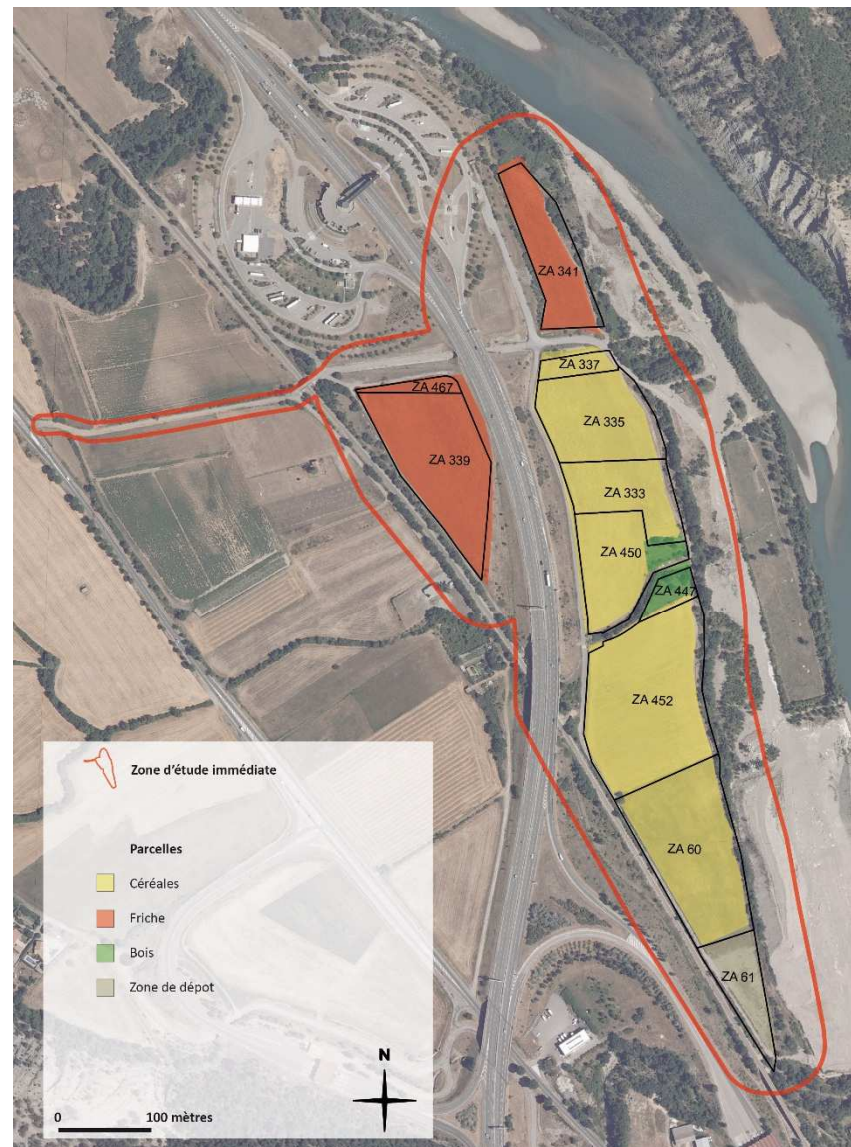 ZA 341
ZA 337
ZA 467
ZA 335
ZA 339
ZA 333
ZA 450
ZA 447
ZA 452
ZA 60
ZA 61
Zone d'étude immédiate
Parcelles
Céréales
Friche
Bois
Zone de dépot
N
0 100 mètres